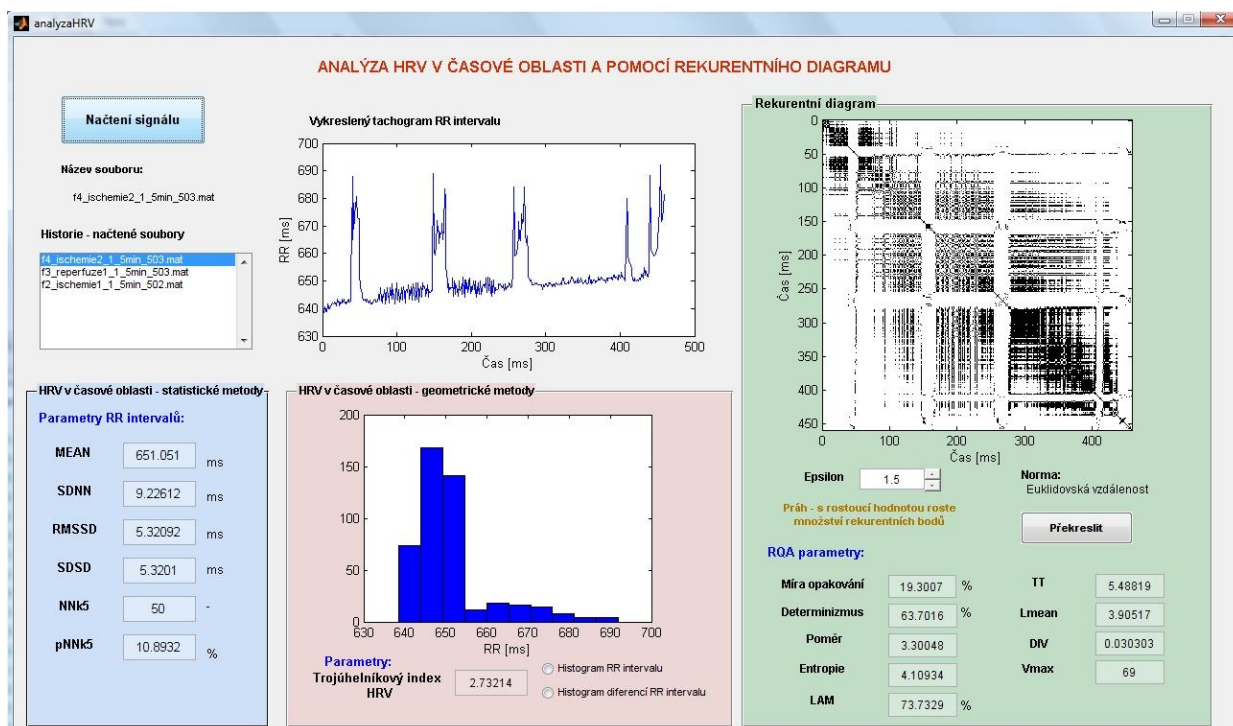 analyzaHRV
ANALÝZA HRV V ČASOVÉ OBLASTI A POMOCÍ REKURENTNÍHO DIAGRAMU
Načtení signálu
Název souboru:
f4_ischemie2_1_5min_503.mat
Historie - načtené soubory
f4_ischemie2_1_5min_503.mat
f3_reperfuze1_1_5min_503.mat
f2_ischemie1_1_5min_502.mat
Vykreslený tachogram RR intervalu
700
690
680
670
660
650
640
630
RR [ms]
0 100 200 300 400 500
Čas [ms]
HRV v časové oblasti - statistické metody
Parametry RR intervalů:
MEAN 651.051 ms
SDNN 9.22612 ms
RMSSD 5.32092 ms
SDSD 5.3201 ms
NNk5 50 -
pNNk5 10.8932 %
HRV v časové oblasti - geometrické metody
200
150
100
50
0
630 640 650 660 670 680 690 700
RR [ms]
Parametry:
Trojúhelníkový index
HRV
2.73214
Histogram RR intervalu
Histogram diferencí RR intervalu
Rekurentní diagram
0
50
100
150
200
250
300
350
400
450
Čas [ms]
0 100 200 300 400
Čas [ms]
Epsilon 1.5
Norma:
Euklidovská vzdálenost
Práh - s rostoucí hodnotou roste
množství rekurentních bodů
Překreslit
RQA parametry:
Míra opakování 19.3007 %
TT 5.48819
Determinizmus 63.7016 %
Lmean 3.90517
Poměr 3.30048
DIV 0.030303
Entropie 4.10934
Vmax 69
LAM 73.7329 %